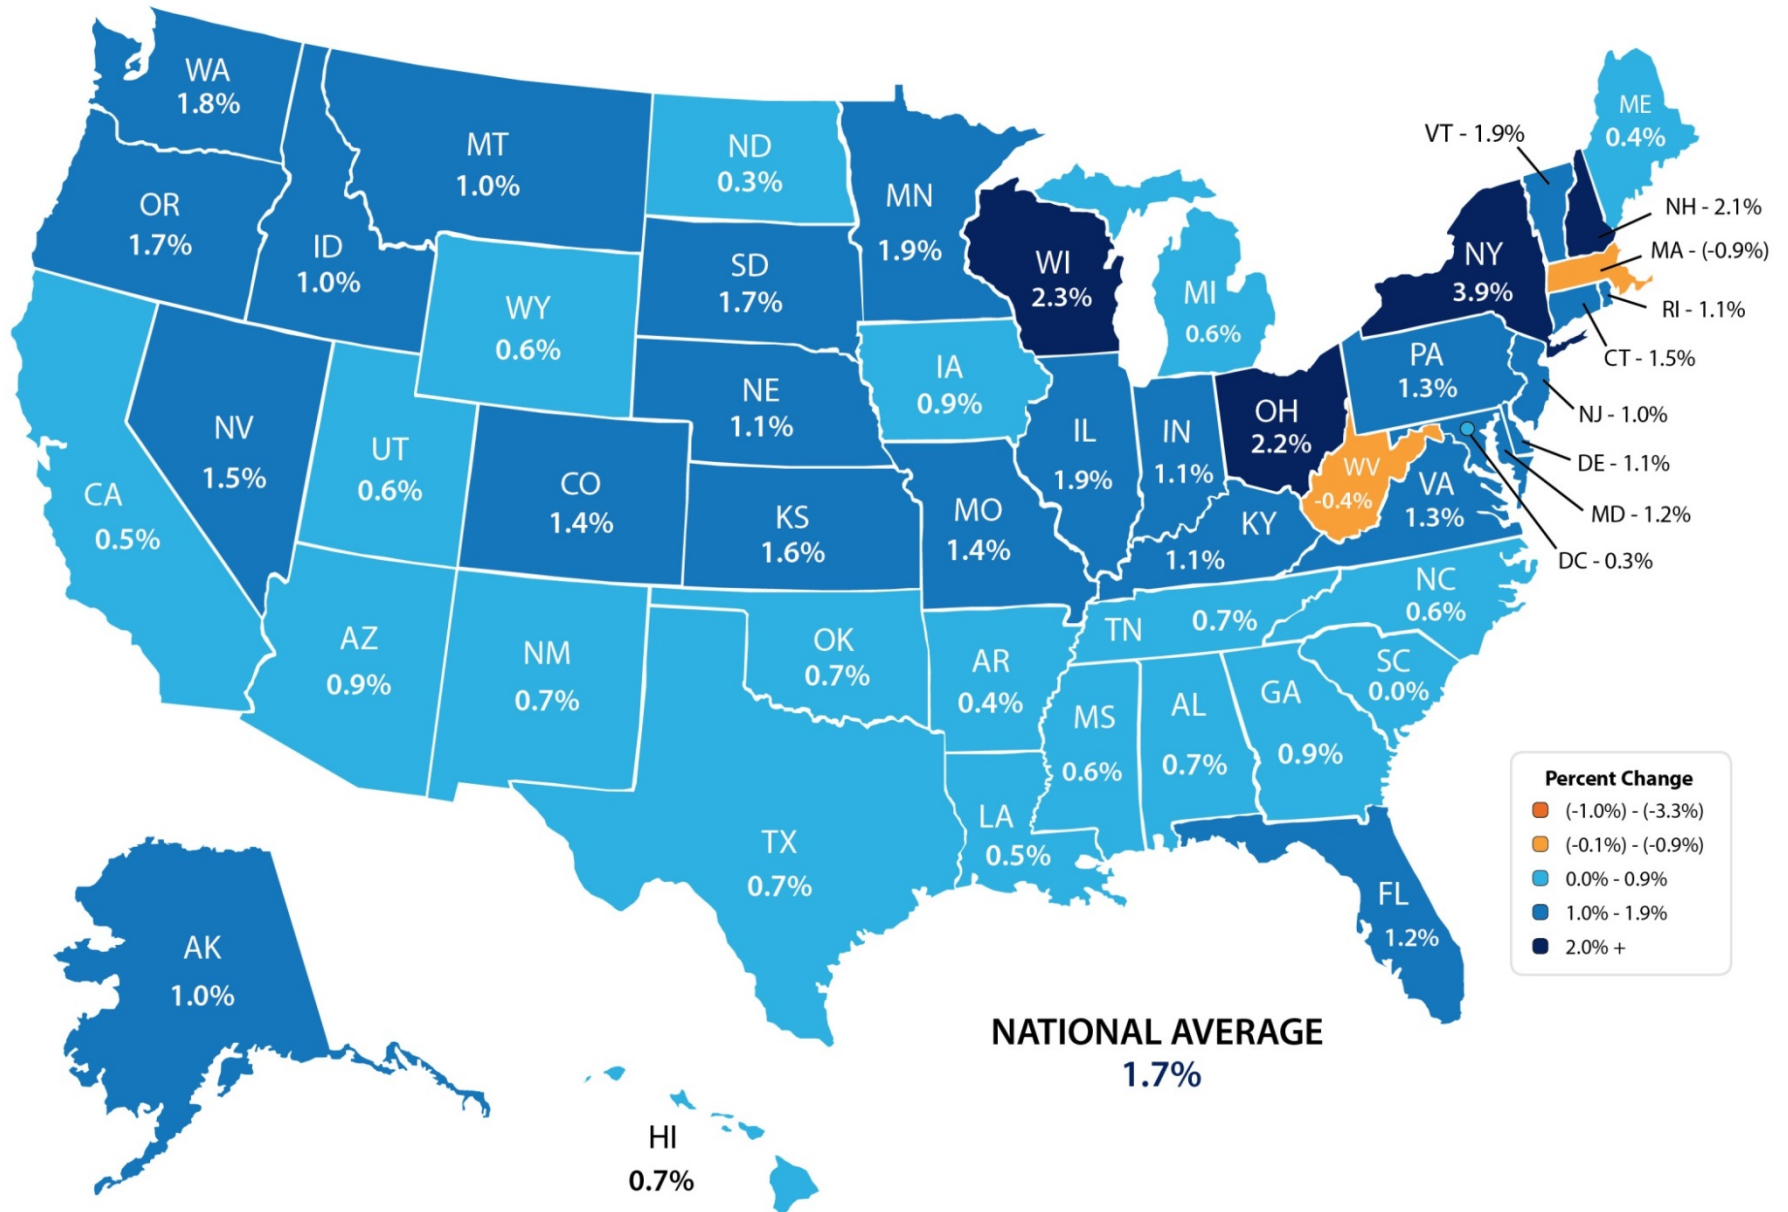 WA
1.8%
OR
1.7%
ID
1.0%
MT
1.0%
ND
0.3%
MN
1.9%
SD
1.7%
WY
0.6%
WI
2.3%
MI
0.6%
NY
3.9%
ME
0.4%
VT - 1.9%
NH - 2.1%
MA - (-0.9%)
RI - 1.1%
CT - 1.5%
NJ - 1.0%
DE - 1.1%
MD - 1.2%
DC - 0.3%
PA
1.3%
IA
0.9%
NE
1.1%
NV
1.5%
UT
0.6%
CA
0.5%
CO
1.4%
KS
1.6%
MO
1.4%
IL
1.9%
IN
1.1%
OH
2.2%
WV
-0.4%
VA
1.3%
KY
1.1%
TN
0.7%
NC
0.6%
SC
0.0%
AZ
0.9%
NM
0.7%
OK
0.7%
AR
0.4%
MS
0.6%
AL
0.7%
GA
0.9%
TX
0.7%
LA
0.5%
FL
1.2%
AK
1.0%
HI
0.7%
NATIONAL AVERAGE
1.7%
Percent Change
(-1.0%) - (-3.3%)
(-0.1%) - (-0.9%)
0.0% - 0.9%
1.0% - 1.9%
2.0% +